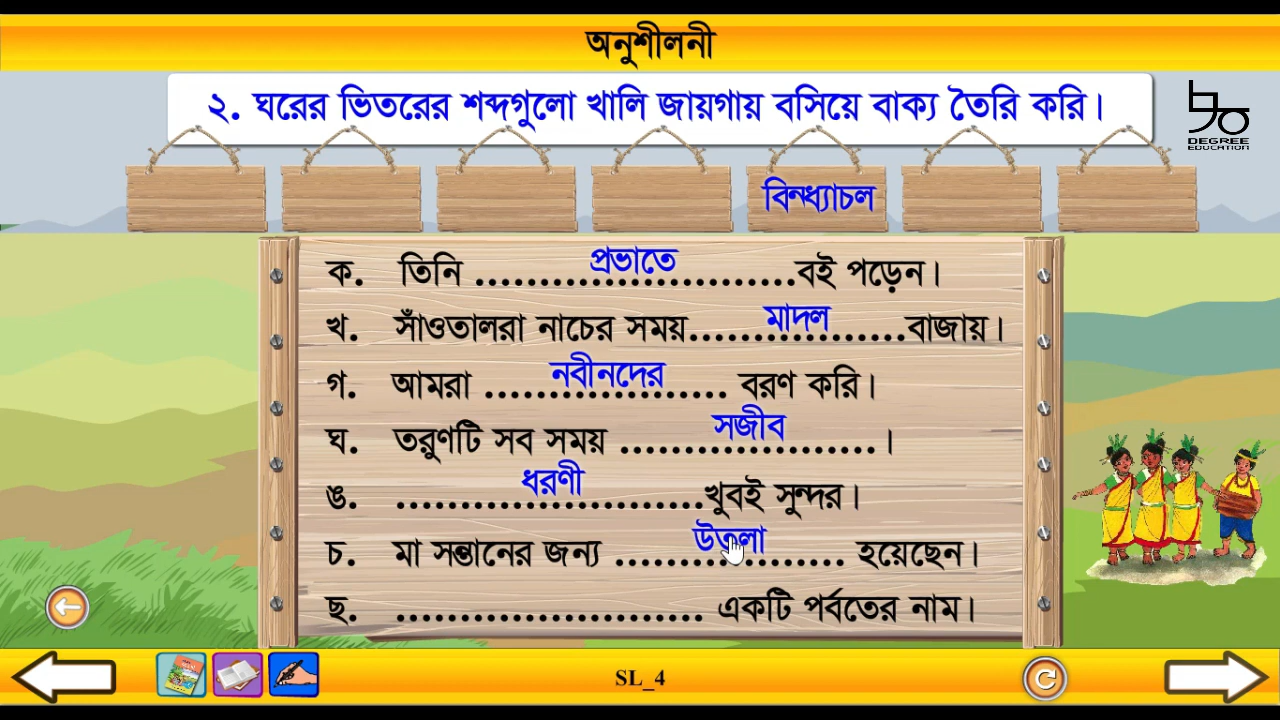 অনুশীলনী
২. ঘরের ভিতরের শব্দগুলো খালি জায়গায় বসিয়ে বাক্য তৈরি করি।
DEGREE
EDUCATION
বিন্ধ্যাচল
ক. তিনি ......... প্রভাতে .........বই পড়েন।
খ. সাঁওতালরা নাচের সময়...... মাদল ......বাজায়।
গ. আমরা ...... নবীনদের ...... বরণ করি।
ঘ. তরুণটি সব সময় ...... সজীব ......।
ঙ. ......... ধরণী .........খুবই সুন্দর।
চ. মা সন্তানের জন্য ...... উতলা ...... হয়েছেন।
ছ. ........................ একটি পর্বতের নাম।
SL_4